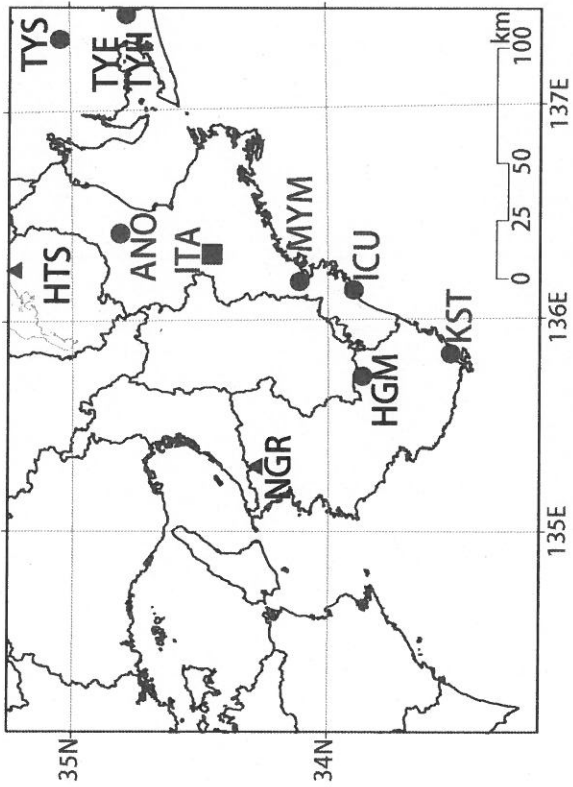 TYS
TYE
TYH
HTS
ANO
ITA
MYM
ICU
NGR
HGM
KST
35N
34N
135E
136E
137E
0 25 50 100
km